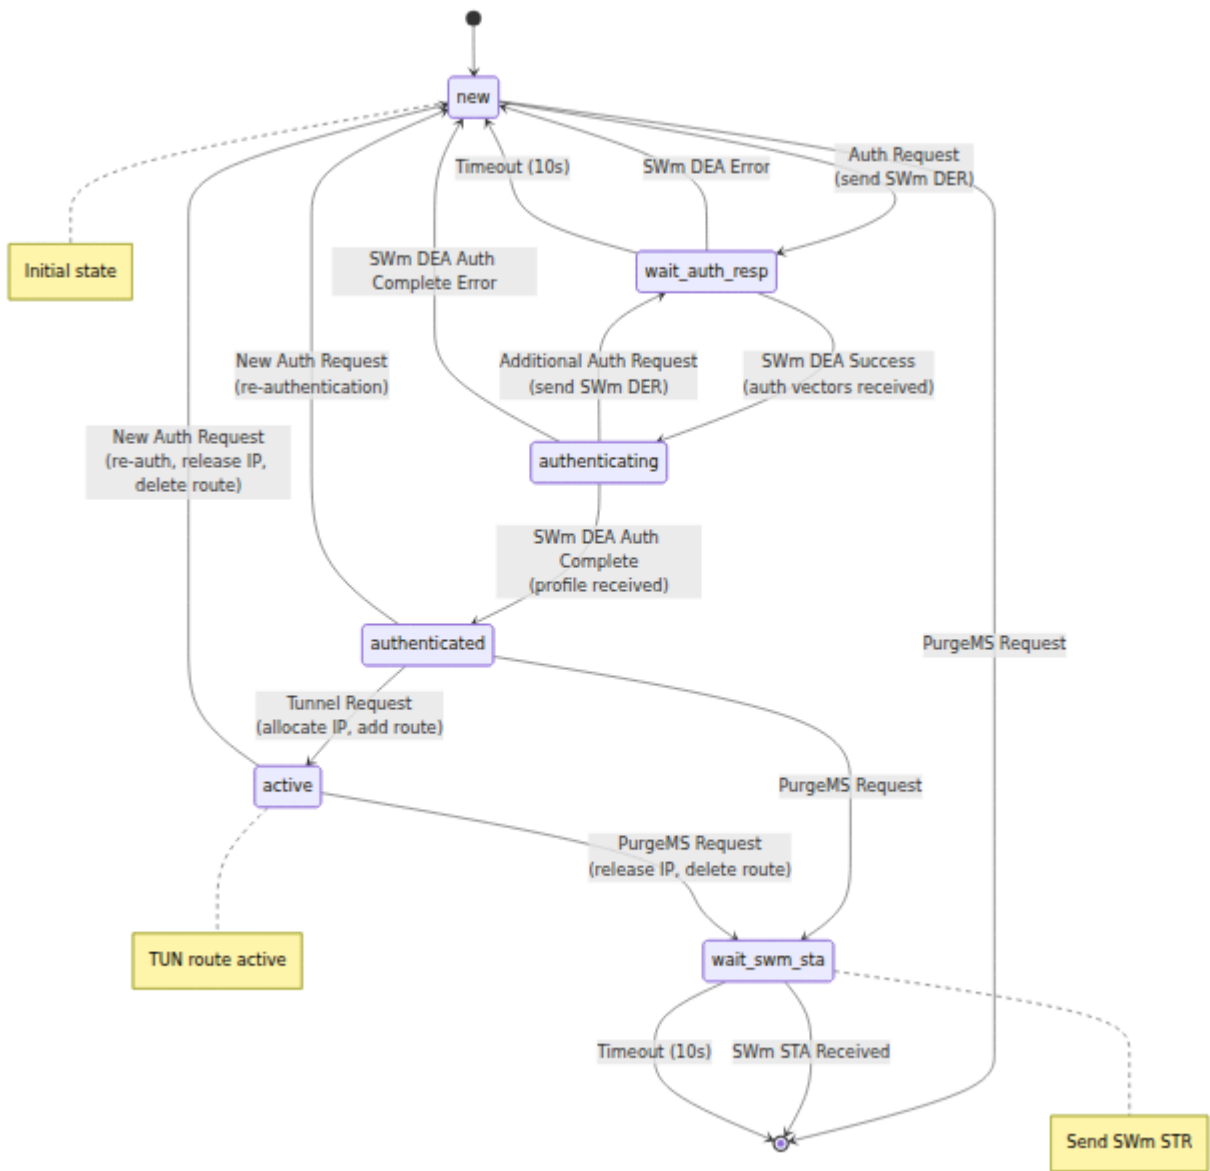 new
Timeout (10s)
SWm DEA Error
Auth Request
(send SWm DER)
Initial state
SWm DEA Auth
Complete Error
wait_auth_resp
New Auth Request
(re-authentication)
Additional Auth Request
(send SWm DER)
SWm DEA Success
(auth vectors received)
New Auth Request
(re-auth, release IP,
delete route)
authenticating
SWm DEA Auth
Complete
(profile received)
authenticated
PurgeMS Request
Tunnel Request
(allocate IP, add route)
active
PurgeMS Request
PurgeMS Request
(release IP, delete route)
TUN route active
wait_swm_sta
Timeout (10s)
SWm STA Received
Send SWm STR